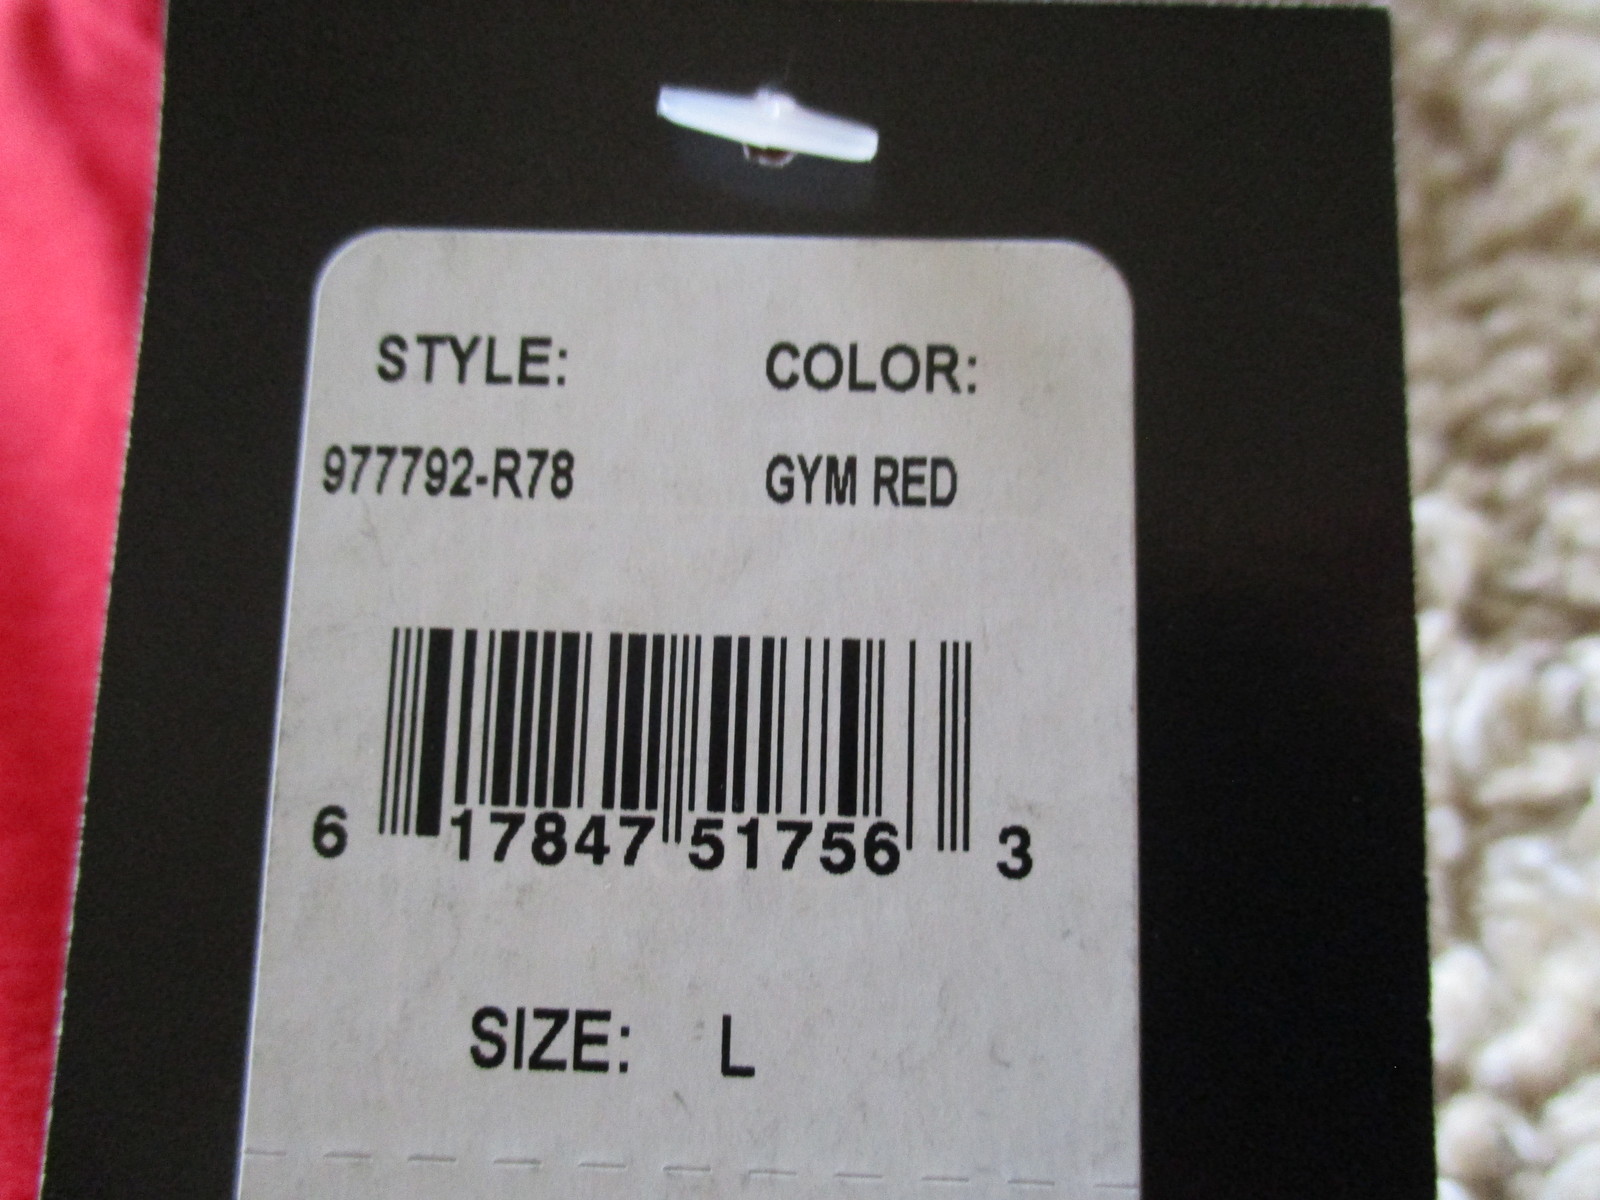 STYLE: COLOR:
977792-R78 GYM RED
6 17847 51756 3
SIZE: L